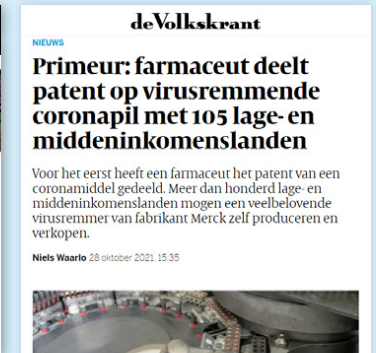 de Volkskrant
NIEUWS
Primeur: farmaceut deelt
patent op virusremmende
coronapil met 105 lage- en
middeninkomenslanden
Voor het eerst heeft een farmaceut het patent van een
coronamiddel gedeeld. Meer dan honderd lage- en
middeninkomenslanden mogen een veelbelovende
virusremmer van fabrikant Merck zelf produceren en
verkopen.
Niels Waarlo 28 oktober 2021, 15:35